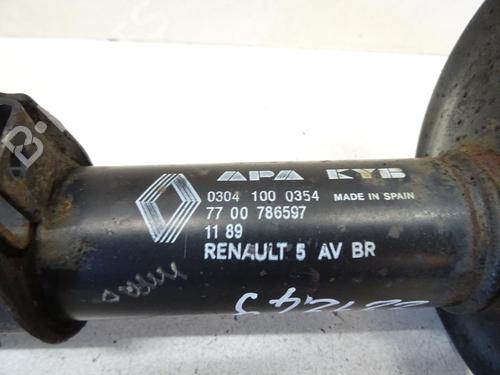 APA KYB
0304 100 0354 MADE IN SPAIN
77 00 786597
11 89
RENAULT 5 AV BR